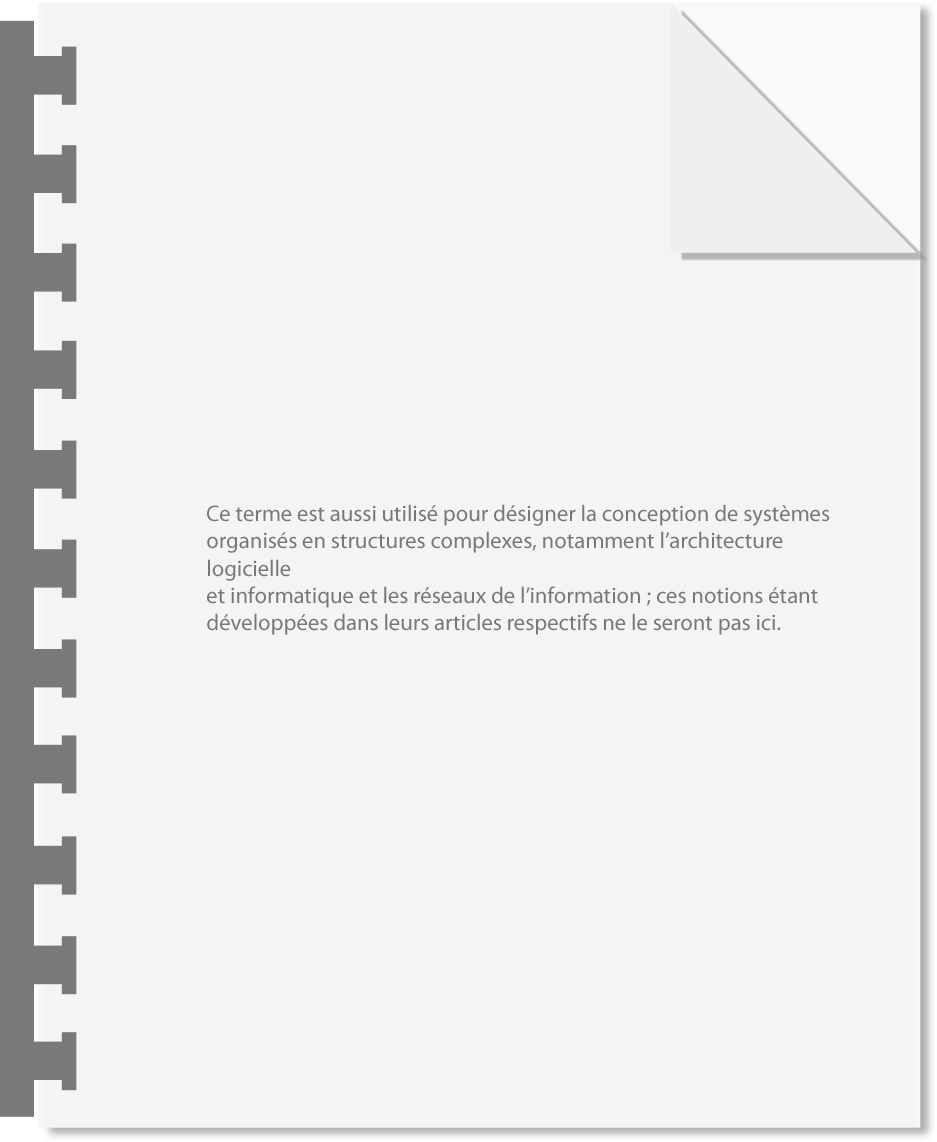 Ce terme est aussi utilisé pour désigner la conception de systèmes
organisés en structures complexes, notamment l’architecture
logicielle
et informatique et les réseaux de l’information ; ces notions étant
développées dans leurs articles respectifs ne le seront pas ici.